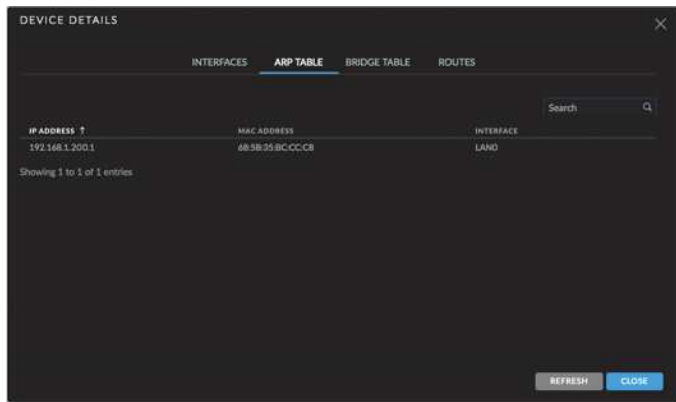 DEVICE DETAILS
INTERFACES ARP TABLE BRIDGE TABLE ROUTES
Search
IP ADDRESS ↑ MAC ADDRESS INTERFACE
192.168.1.200.1 68:5B:35:BC:CC:C8 LAN0
Showing 1 to 1 of 1 entries
REFRESH CLOSE